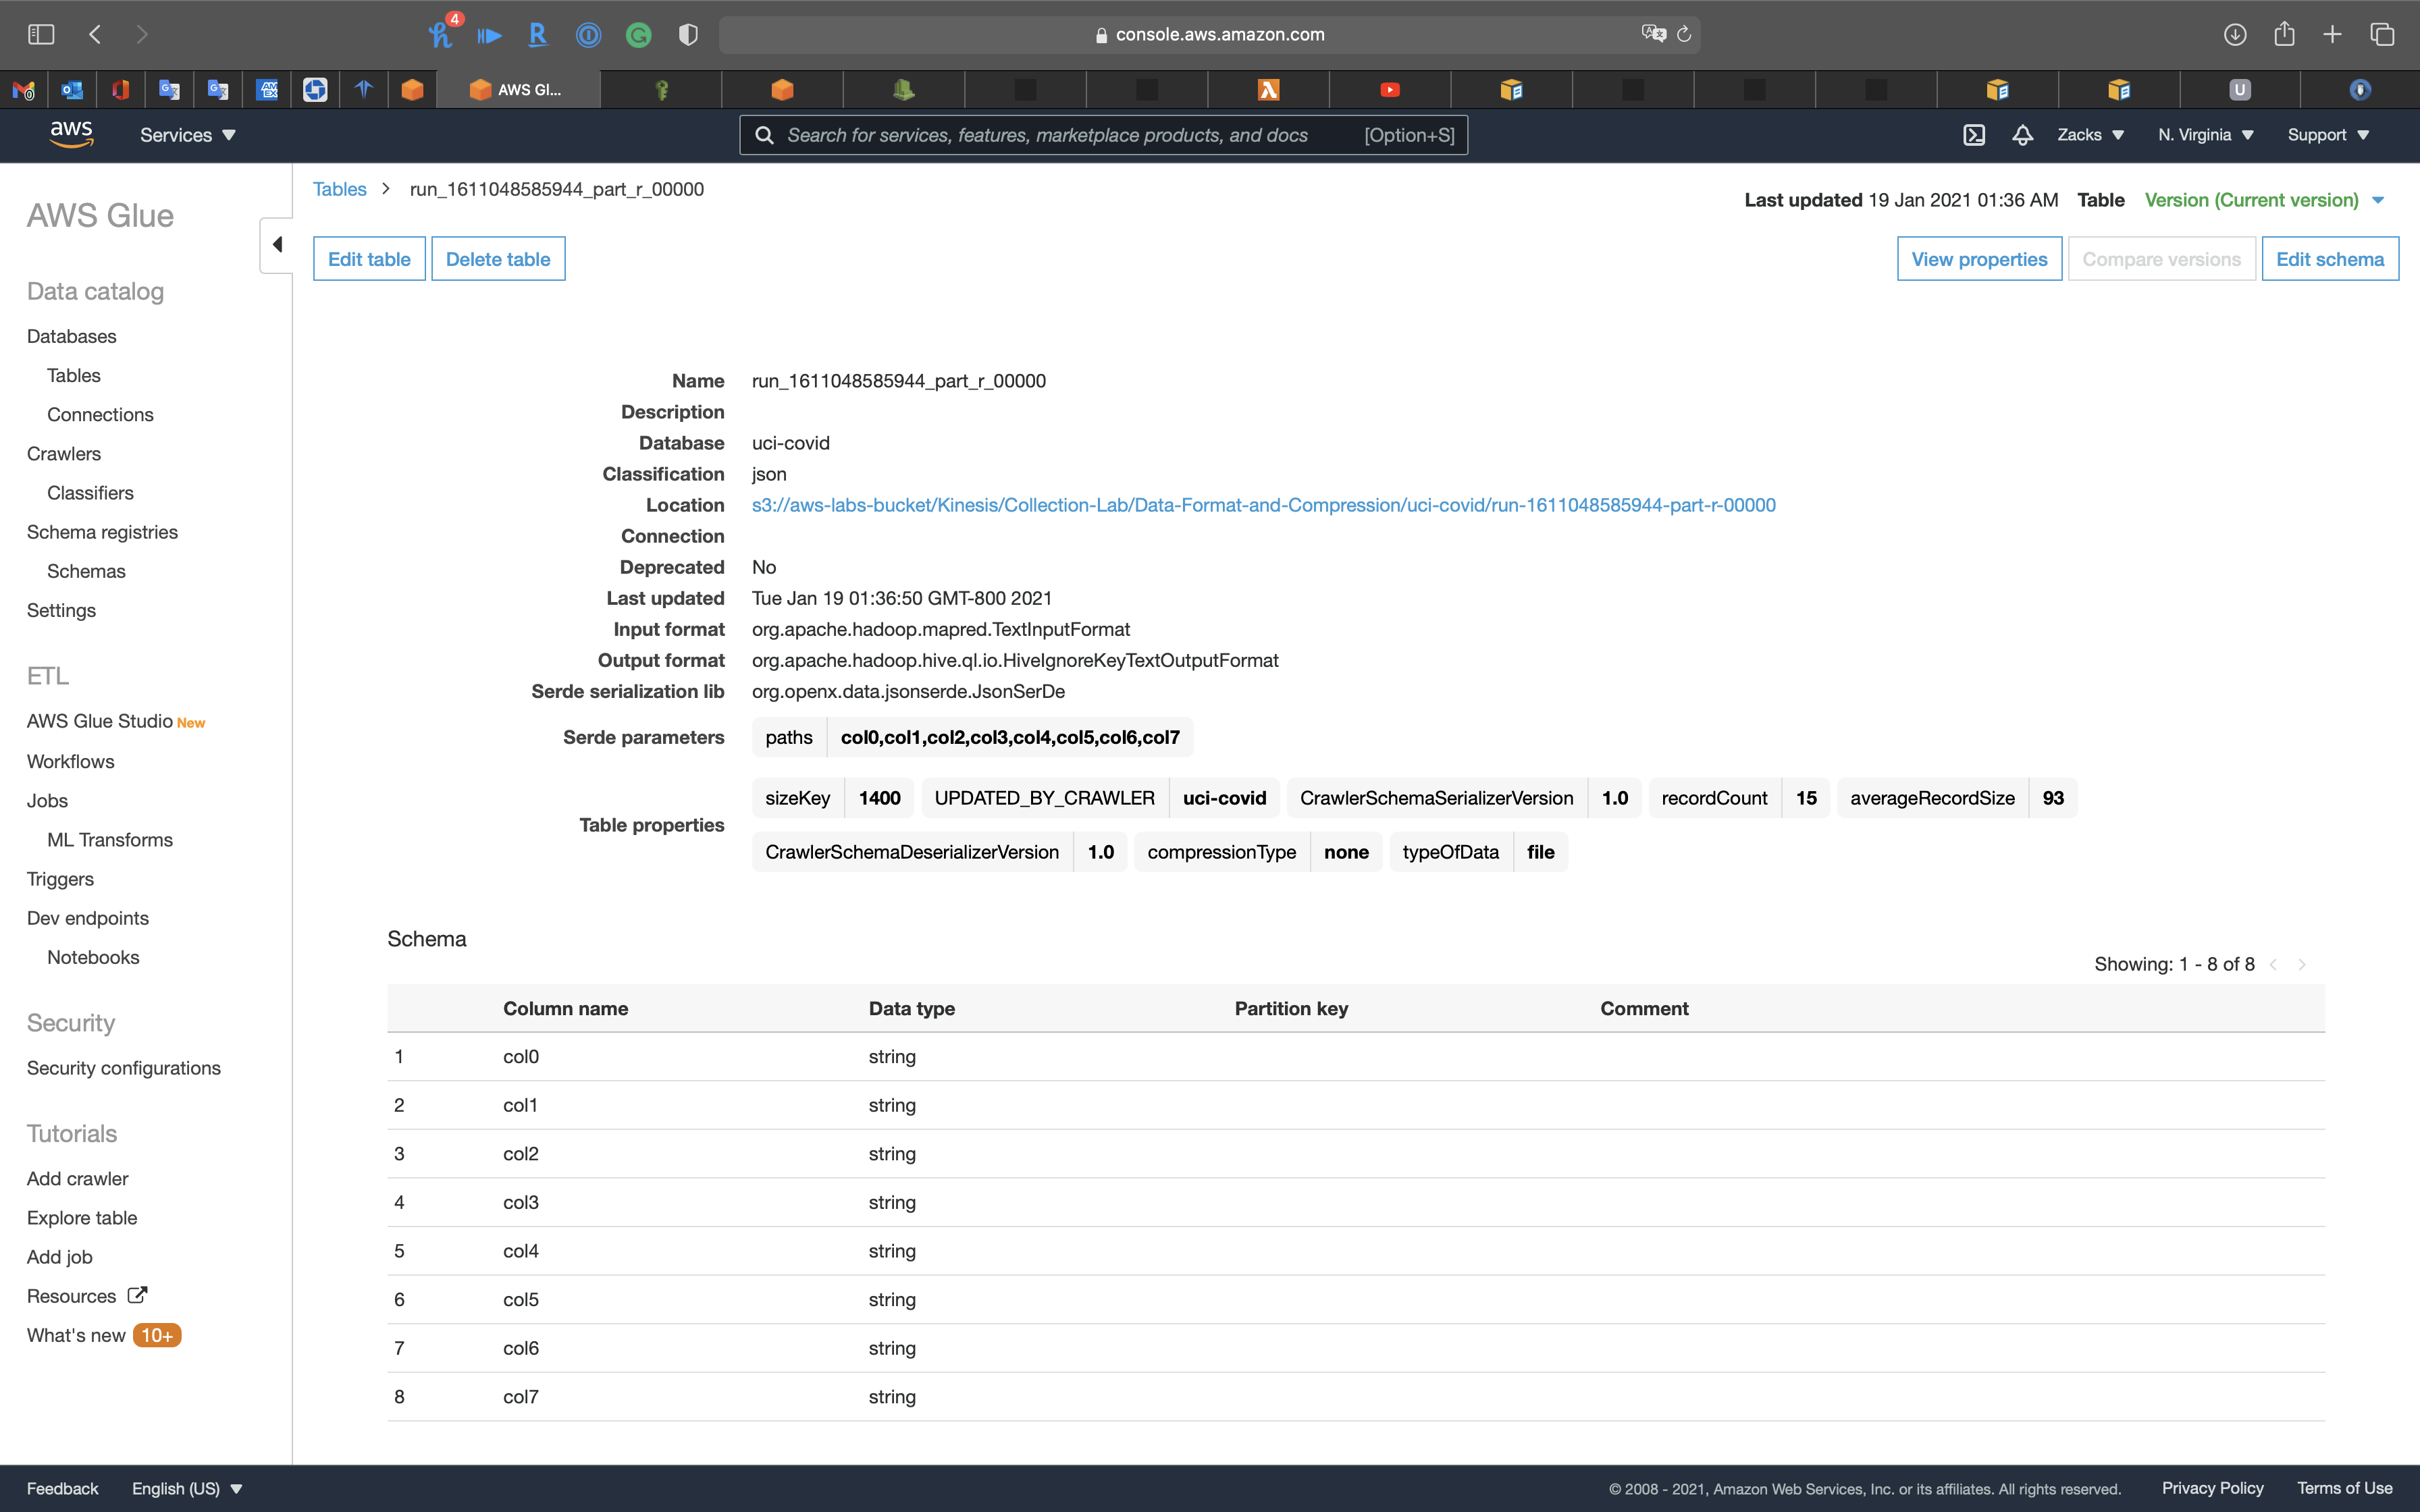 4
console.aws.amazon.com
AWS Gl...
aws
Services
Search for services, features, marketplace products, and docs [Option+S]
Zacks
N. Virginia
Support
AWS Glue
Data catalog
Databases
Tables
Connections
Crawlers
Classifiers
Schema registries
Schemas
Settings
ETL
AWS Glue Studio New
Workflows
Jobs
ML Transforms
Triggers
Dev endpoints
Notebooks
Security
Security configurations
Tutorials
Add crawler
Explore table
Add job
Resources
What's new 10+
Tables > run_1611048585944_part_r_00000
Last updated 19 Jan 2021 01:36 AM Table Version (Current version)
Edit table Delete table
View properties Compare versions Edit schema
Name run_1611048585944_part_r_00000
Description
Database uci-covid
Classification json
Location s3://aws-labs-bucket/Kinesis/Collection-Lab/Data-Format-and-Compression/uci-covid/run-1611048585944-part-r-00000
Connection
Deprecated No
Last updated Tue Jan 19 01:36:50 GMT-800 2021
Input format org.apache.hadoop.mapred.TextInputFormat
Output format org.apache.hadoop.hive.ql.io.HiveIgnoreKeyTextOutputFormat
Serde serialization lib org.openx.data.jsonserde.JsonSerDe
Serde parameters paths col0,col1,col2,col3,col4,col5,col6,col7
Table properties
sizeKey 1400 UPDATED_BY_CRAWLER uci-covid CrawlerSchemaSerializerVersion 1.0 recordCount 15 averageRecordSize 93
CrawlerSchemaDeserializerVersion 1.0 compressionType none typeOfData file
Schema
Showing: 1 - 8 of 8
Column name Data type Partition key Comment
1 col0 string
2 col1 string
3 col2 string
4 col3 string
5 col4 string
6 col5 string
7 col6 string
8 col7 string
Feedback English (US)
© 2008 - 2021, Amazon Web Services, Inc. or its affiliates. All rights reserved. Privacy Policy Terms of Use